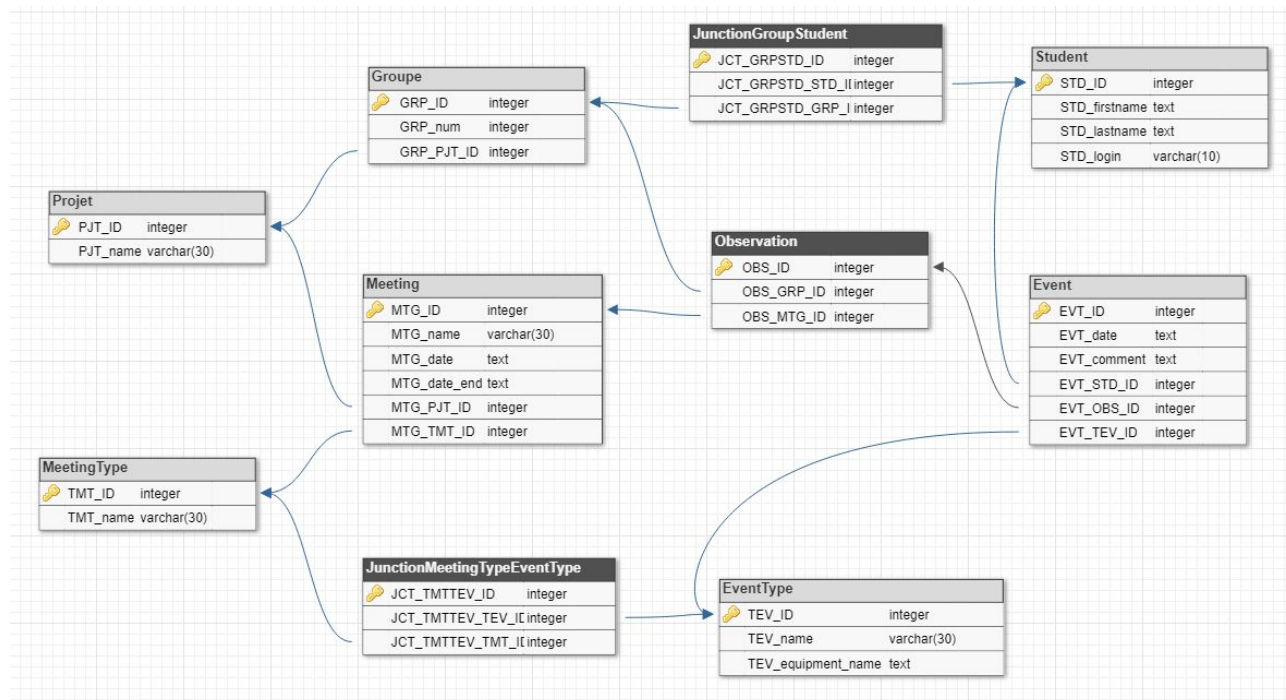 JunctionGroupStudent
JCT_GRPSTD_ID integer
JCT_GRPSTD_STD_I integer
JCT_GRPSTD_GRP_I integer
Student
STD_ID integer
STD_firstname text
STD_lastname text
STD_login varchar(10)
Groupe
GRP_ID integer
GRP_num integer
GRP_PJT_ID integer
Projet
PJT_ID integer
PJT_name varchar(30)
Observation
OBS_ID integer
OBS_GRP_ID integer
OBS_MTG_ID integer
Meeting
MTG_ID integer
MTG_name varchar(30)
MTG_date text
MTG_date_end text
MTG_PJT_ID integer
MTG_TMT_ID integer
Event
EVT_ID integer
EVT_date text
EVT_comment text
EVT_STD_ID integer
EVT_OBS_ID integer
EVT_TEV_ID integer
MeetingType
TMT_ID integer
TMT_name varchar(30)
JunctionMeetingTypeEventType
JCT_TMTTEV_ID integer
JCT_TMTTEV_TEV_I integer
JCT_TMTTEV_TMT_I integer
EventType
TEV_ID integer
TEV_name varchar(30)
TEV_equipment_name text